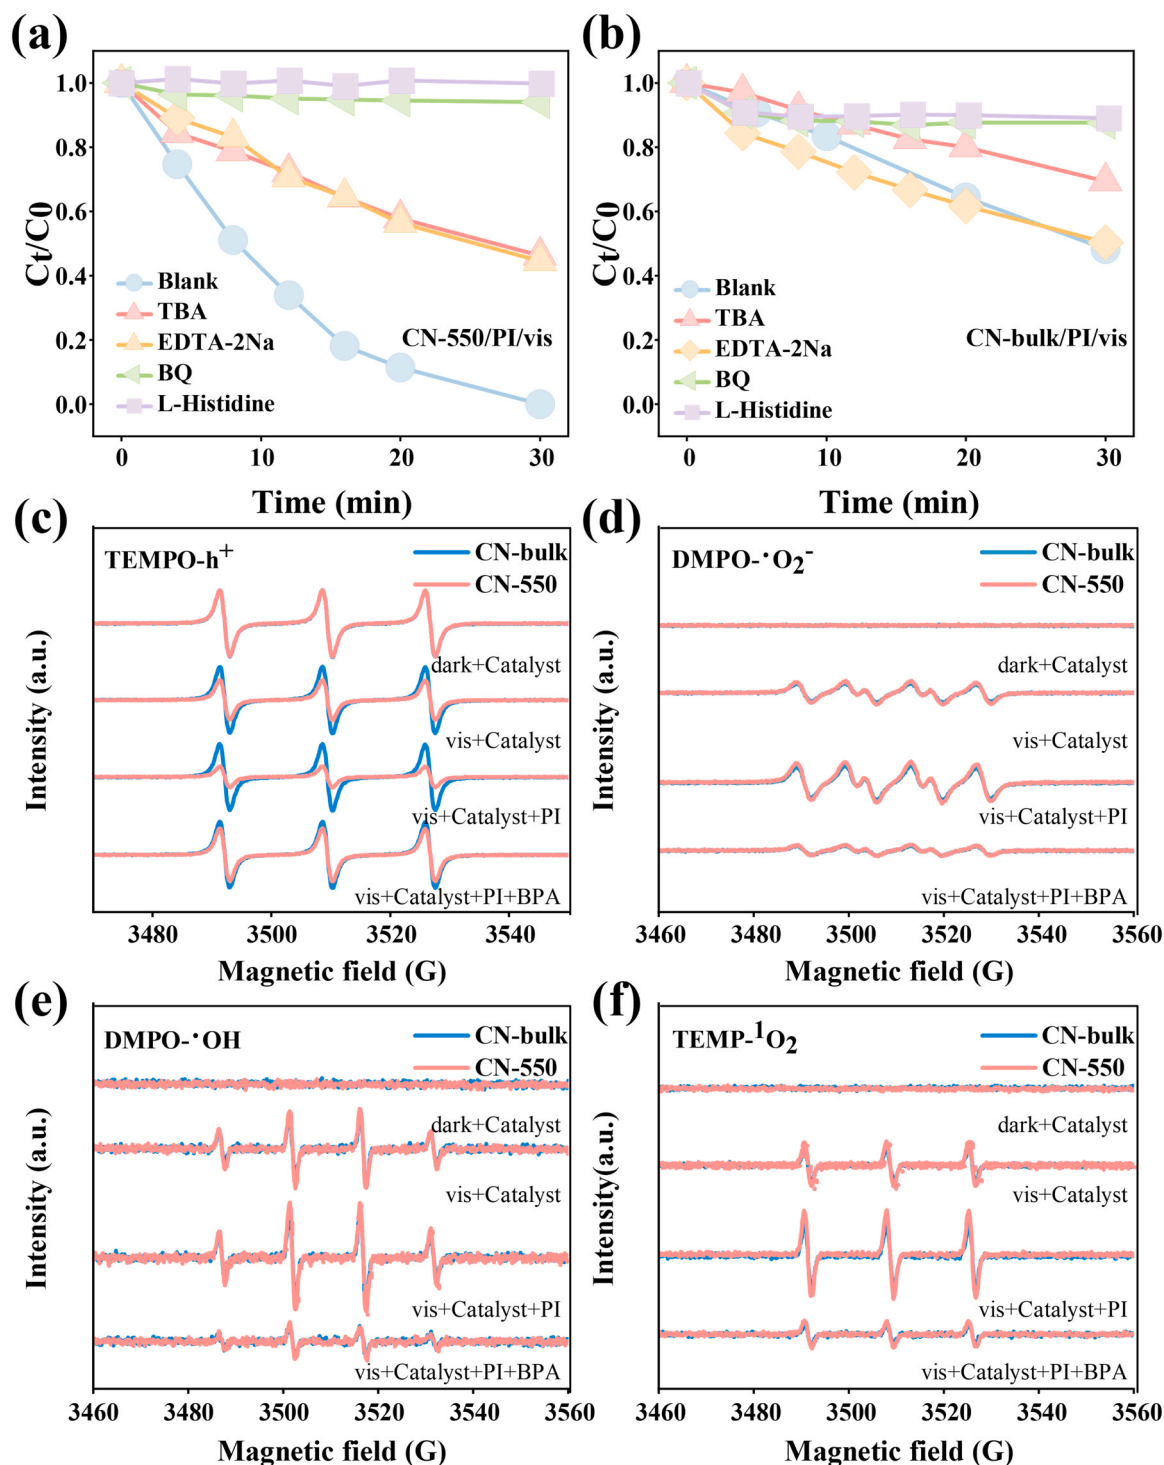 (a)
Ct/C0
1.0
0.8
0.6
0.4
0.2
0.0
Blank
TBA
EDTA-2Na
BQ
L-Histidine
CN-550/PI/vis
0 10 20 30
Time (min)
(b)
Ct/C0
1.0
0.8
0.6
0.4
0.2
0.0
Blank
TBA
EDTA-2Na
BQ
L-Histidine
CN-bulk/PI/vis
0 10 20 30
Time (min)
(c)
Intensity (a.u.)
TEMPO-h⁺
CN-bulk
CN-550
dark+Catalyst
vis+Catalyst
vis+Catalyst+PI
vis+Catalyst+PI+BPA
3480 3500 3520 3540
Magnetic field (G)
(d)
Intensity (a.u.)
DMPO-·O₂⁻
CN-bulk
CN-550
dark+Catalyst
vis+Catalyst
vis+Catalyst+PI
vis+Catalyst+PI+BPA
3460 3480 3500 3520 3540 3560
Magnetic field (G)
(e)
Intensity (a.u.)
DMPO-·OH
CN-bulk
CN-550
dark+Catalyst
vis+Catalyst
vis+Catalyst+PI
vis+Catalyst+PI+BPA
3460 3480 3500 3520 3540 3560
Magnetic field (G)
(f)
Intensity(a.u.)
TEMP-¹O₂
CN-bulk
CN-550
dark+Catalyst
vis+Catalyst
vis+Catalyst+PI
vis+Catalyst+PI+BPA
3460 3480 3500 3520 3540 3560
Magnetic field (G)